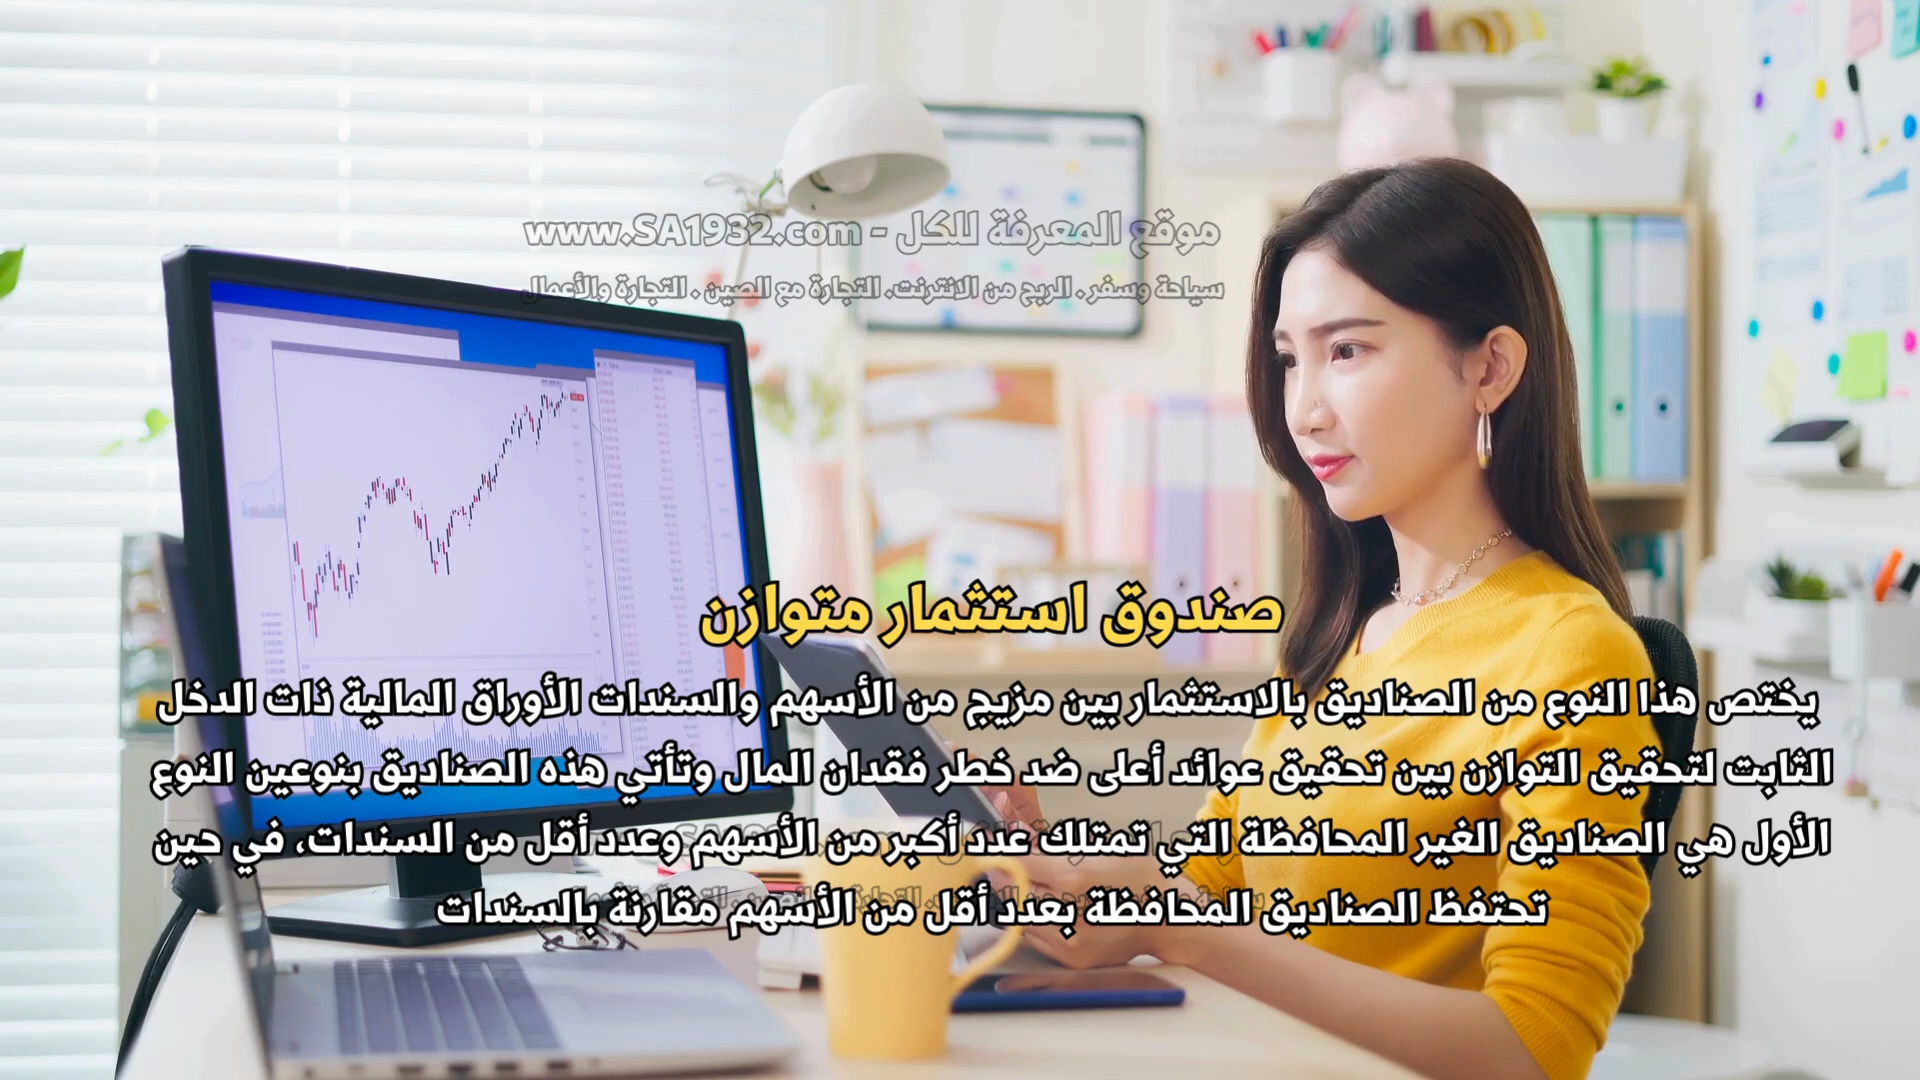 موقع المعرفة للكل - www.SA1932.com
سياحة وسفر . الربح من الانترنت. التجارة مع الصين . التجارة والأعمال
صندوق استثمار متوازن
يختص هذا النوع من الصناديق بالاستثمار بين مزيج من الأسهم والسندات الأوراق المالية ذات الدخل
الثابت لتحقيق التوازن بين تحقيق عوائد أعلى ضد خطر فقدان المال وتأتي هذه الصناديق بنوعين النوع
الأول هي الصناديق الغير المحافظة التي تمتلك عدد أكبر من الأسهم وعدد أقل من السندات، في حين
تحتفظ الصناديق المحافظة بعدد أقل من الأسهم مقارنة بالسندات